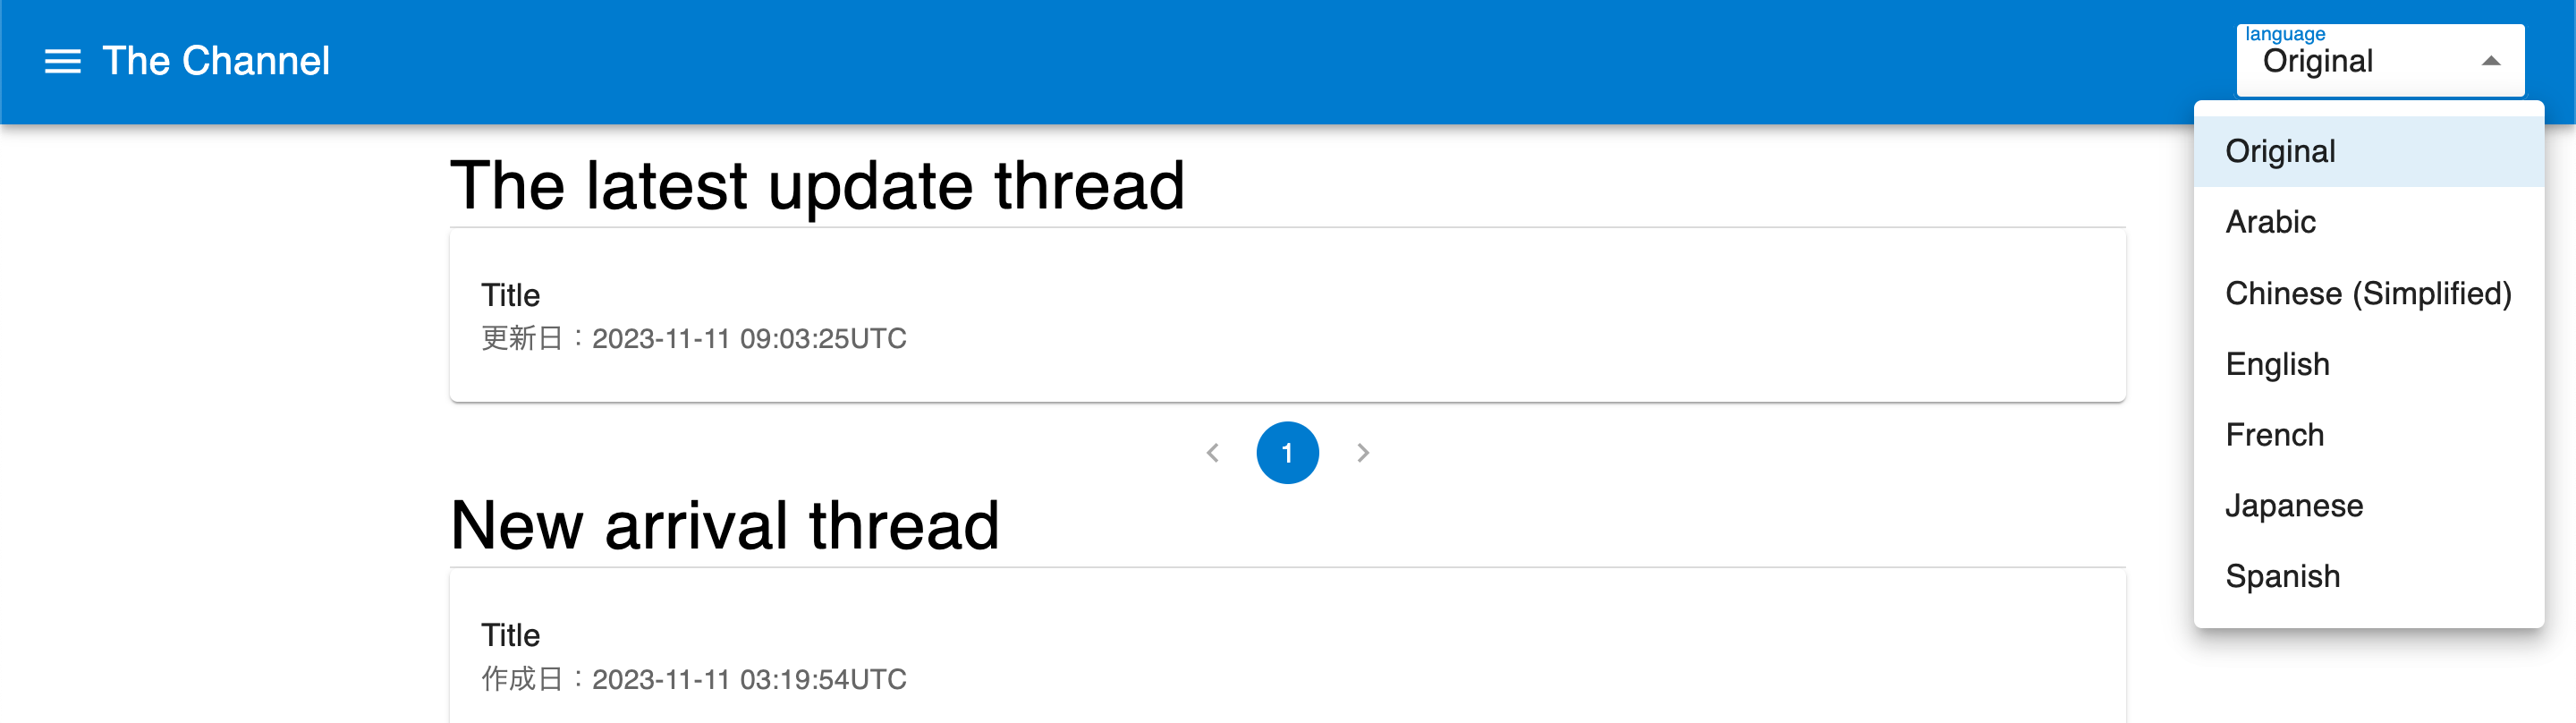 The Channel
language
Original
Original
Arabic
Chinese (Simplified)
English
French
Japanese
Spanish
The latest update thread
Title
更新日：2023-11-11 09:03:25UTC
1
New arrival thread
Title
作成日：2023-11-11 03:19:54UTC